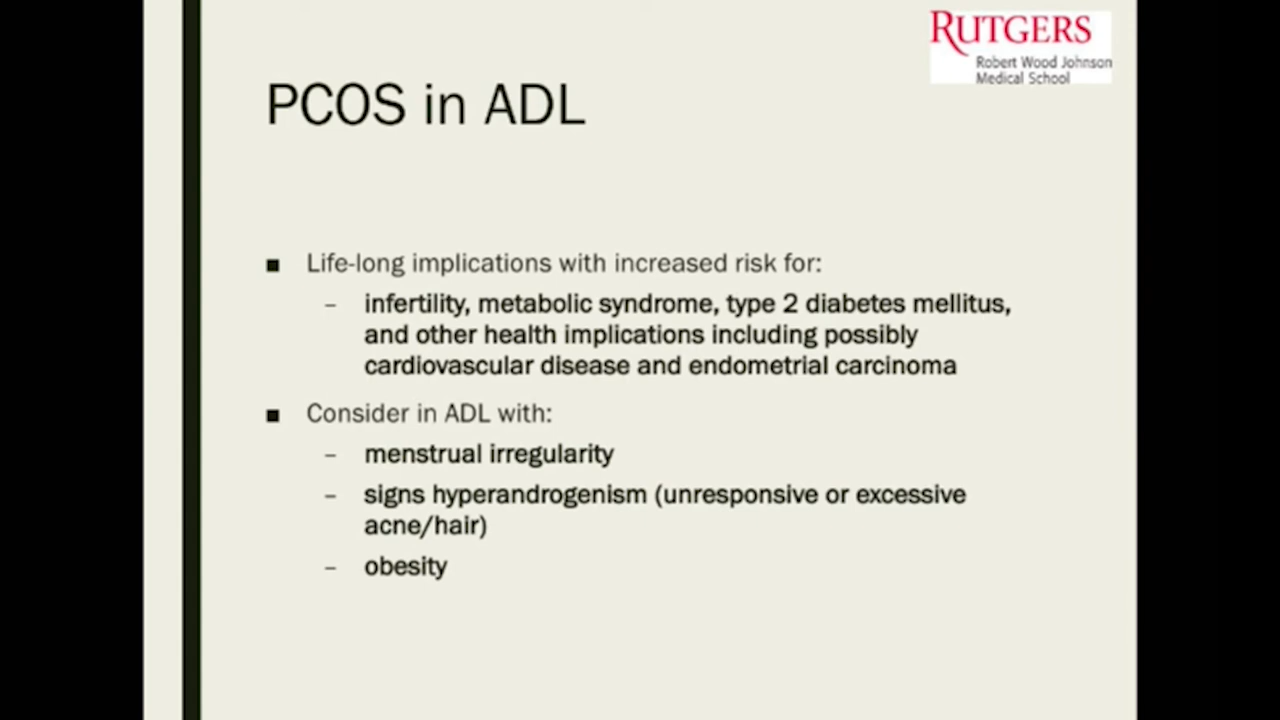 RUTGERS
Robert Wood Johnson
Medical School
PCOS in ADL
■ Life-long implications with increased risk for:
– infertility, metabolic syndrome, type 2 diabetes mellitus,
and other health implications including possibly
cardiovascular disease and endometrial carcinoma
■ Consider in ADL with:
– menstrual irregularity
– signs hyperandrogenism (unresponsive or excessive
acne/hair)
– obesity